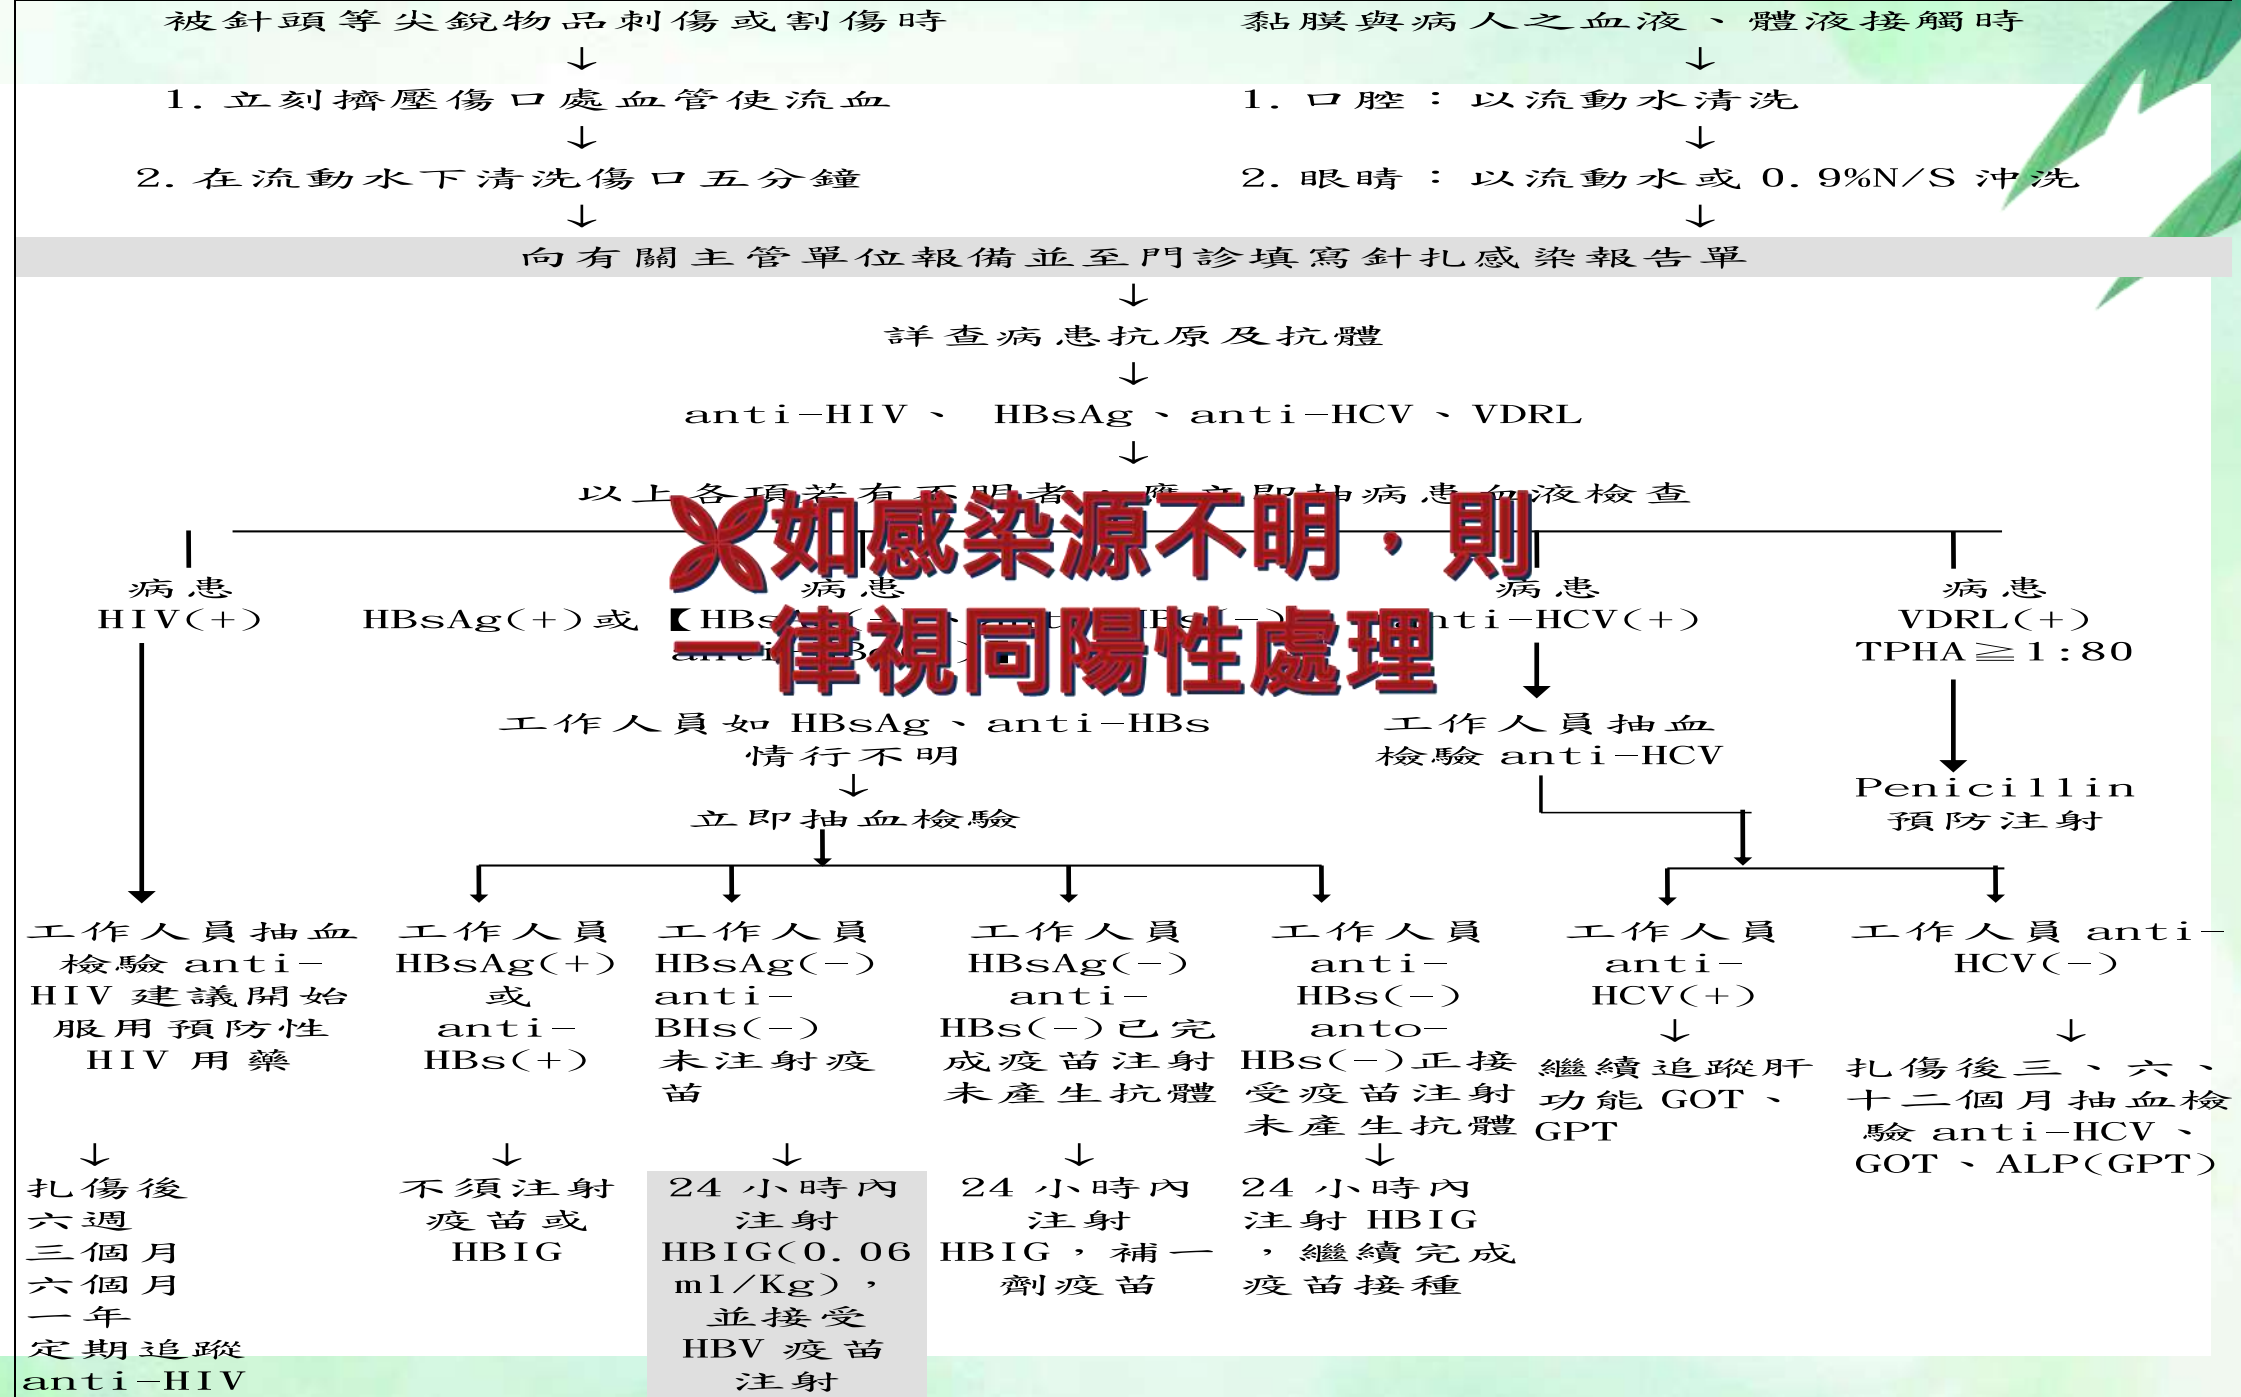 被針頭等尖銳物品刺傷或割傷時
↓
1. 立刻擠壓傷口處血管使流血
↓
2. 在流動水下清洗傷口五分鐘
↓
黏膜與病人之血液、體液接觸時
↓
1. 口腔：以流動水清洗
↓
2. 眼睛：以流動水或 0.9%N/S 沖洗
↓
向有關主管單位報備並至門診填寫針扎感染報告單
↓
詳查病患抗原及抗體
↓
anti-HIV、 HBsAg、anti-HCV、VDRL
↓
以上各項若有不明者，應立即抽病患血液檢查
如感染源不明，則
一律視同陽性處理
病患
HIV(+)
病患
HBsAg(+)或【HBsAg
病患
anti-HCV(+)
病患
VDRL(+)
TPHA≧1:80
工作人員如 HBsAg、anti-HBs
情行不明
↓
立即抽血檢驗
工作人員抽血
檢驗 anti-HCV
Penicillin
預防注射
工作人員抽血
檢驗 anti-
HIV 建議開始
服用預防性
HIV 用藥
↓
扎傷後
六週
三個月
六個月
一年
定期追蹤
anti-HIV
工作人員
HBsAg(+)
或
anti-
HBs(+)
↓
不須注射
疫苗或
HBIG
工作人員
HBsAg(-)
anti-
BHs(-)
未注射疫
苗
↓
24 小時內
注射
HBIG(0.06
ml/Kg)，
並接受
HBV 疫苗
注射
工作人員
HBsAg(-)
anti-
HBs(-)已完
成疫苗注射
未產生抗體
↓
24 小時內
注射
HBIG，補一
劑疫苗
工作人員
anti-
HBs(-)
anto-
HBs(-)正接
受疫苗注射
未產生抗體
↓
24 小時內
注射 HBIG
，繼續完成
疫苗接種
工作人員
anti-
HCV(+)
↓
繼續追蹤肝
功能 GOT、
GPT
工作人員 anti-
HCV(-)
↓
扎傷後三、六、
十二個月抽血檢
驗 anti-HCV、
GOT、ALP(GPT)